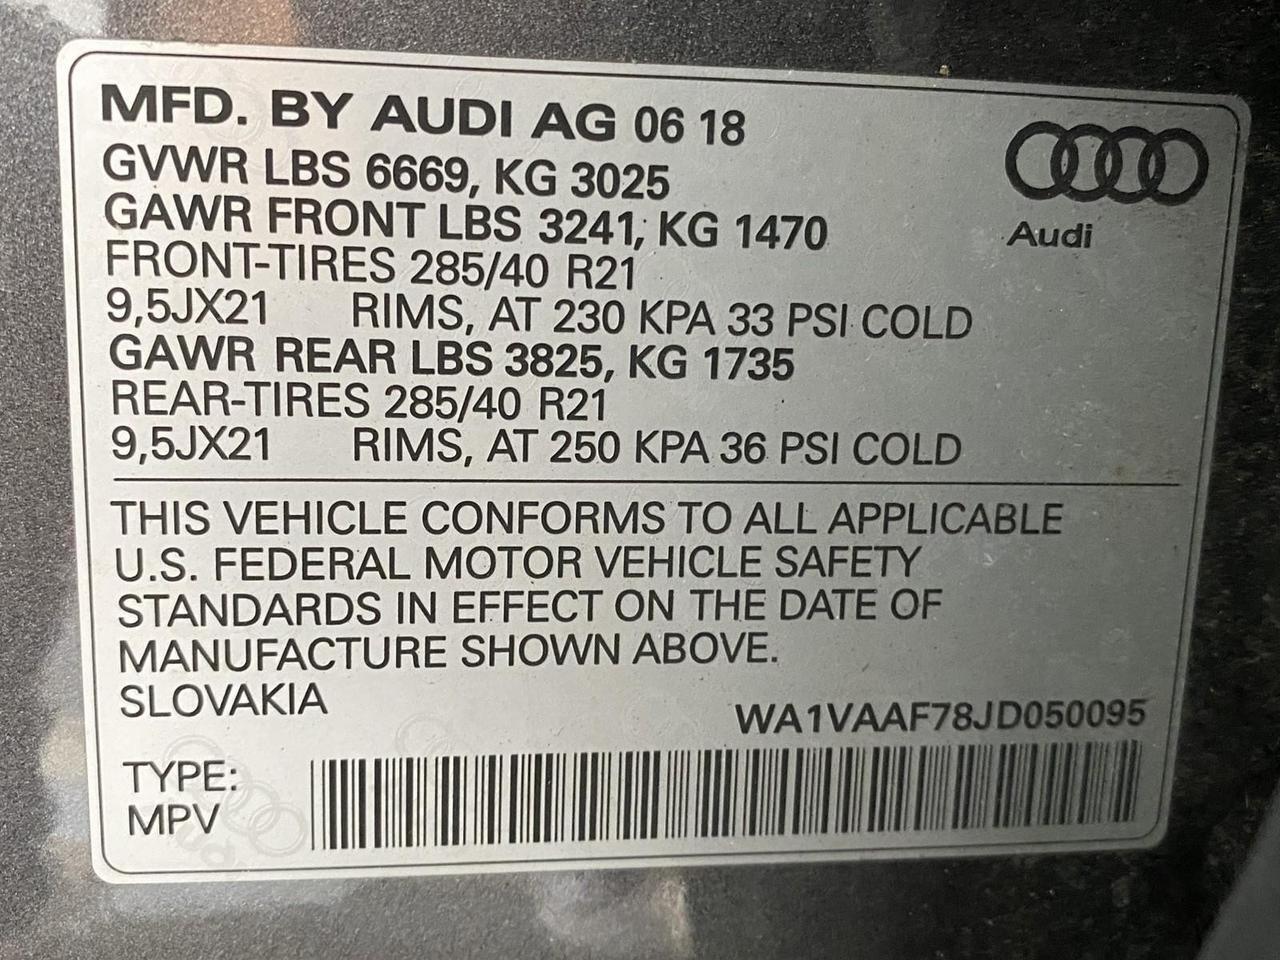 MFD. BY AUDI AG 06 18
GVWR LBS 6669, KG 3025
GAWR FRONT LBS 3241, KG 1470
FRONT-TIRES 285/40 R21
9,5JX21 RIMS, AT 230 KPA 33 PSI COLD
GAWR REAR LBS 3825, KG 1735
REAR-TIRES 285/40 R21
9,5JX21 RIMS, AT 250 KPA 36 PSI COLD
Audi
THIS VEHICLE CONFORMS TO ALL APPLICABLE
U.S. FEDERAL MOTOR VEHICLE SAFETY
STANDARDS IN EFFECT ON THE DATE OF
MANUFACTURE SHOWN ABOVE.
SLOVAKIA
WA1VAAF78JD050095
TYPE:
MPV